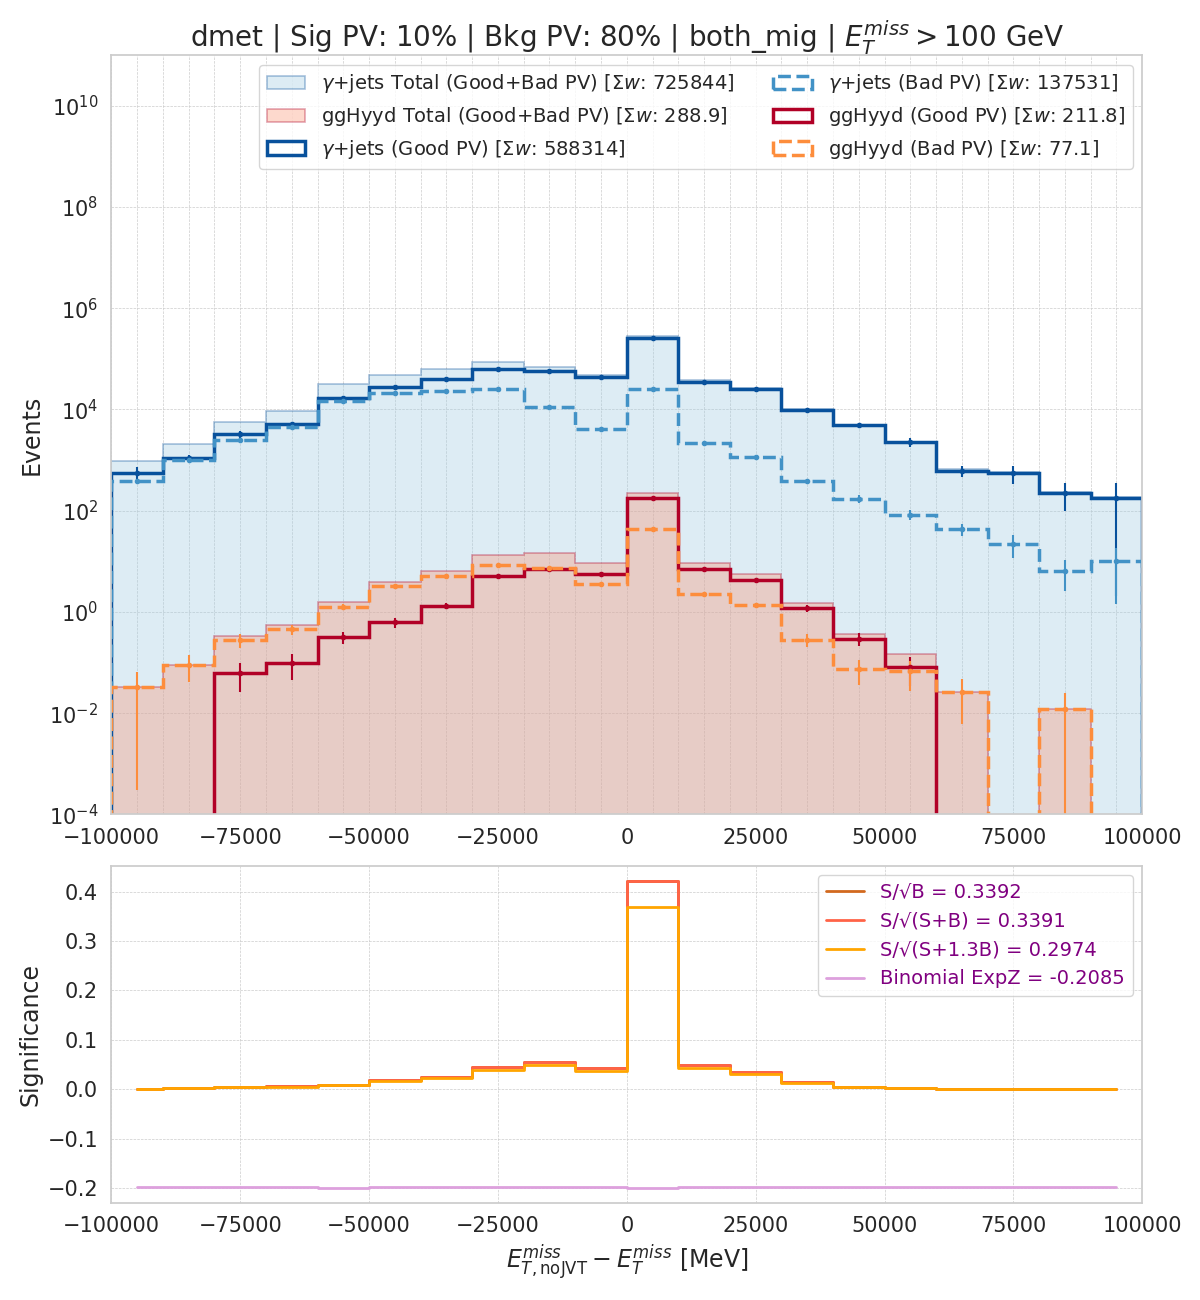 dmet | Sig PV: 10% | Bkg PV: 80% | both_mig | E_T^miss > 100 GeV
γ+jets Total (Good+Bad PV) [Σw: 725844]
ggHyyd Total (Good+Bad PV) [Σw: 288.9]
γ+jets (Good PV) [Σw: 588314]
γ+jets (Bad PV) [Σw: 137531]
ggHyyd (Good PV) [Σw: 211.8]
ggHyyd (Bad PV) [Σw: 77.1]
Events
10^10
10^8
10^6
10^4
10^2
10^0
10^−2
10^−4
−100000 −75000 −50000 −25000 0 25000 50000 75000 100000
Significance
0.4
0.3
0.2
0.1
0.0
−0.1
−0.2
S/√B = 0.3392
S/√(S+B) = 0.3391
S/√(S+1.3B) = 0.2974
Binomial ExpZ = -0.2085
−100000 −75000 −50000 −25000 0 25000 50000 75000 100000
E_T,noJVT^miss − E_T^miss [MeV]